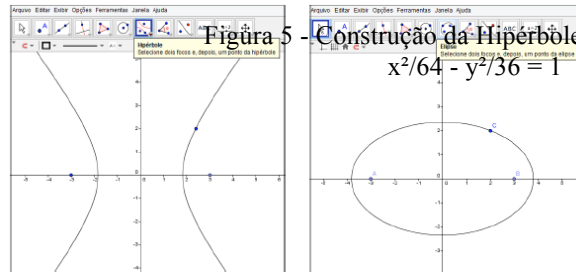 Arquivo Editar Exibir Opções Ferramentas Janela Ajuda
Hipérbole
Selecione dois focos e, depois, um ponto da hipérbole
Arquivo Editar Exibir Opções Ferramentas Janela Ajuda
ABC
Elipse
Selecione dois focos e, depois, um ponto da elipse
Figura 5 - Construção da Hipérbole
x²/64 - y²/36 = 1
C
A
B